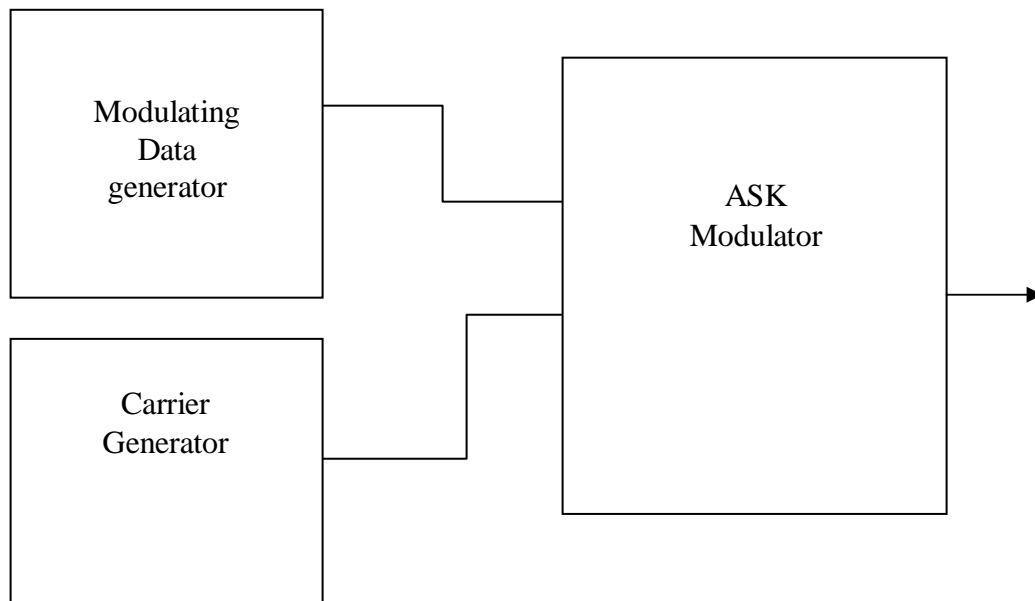 Modulating
Data
generator
ASK
Modulator
Carrier
Generator